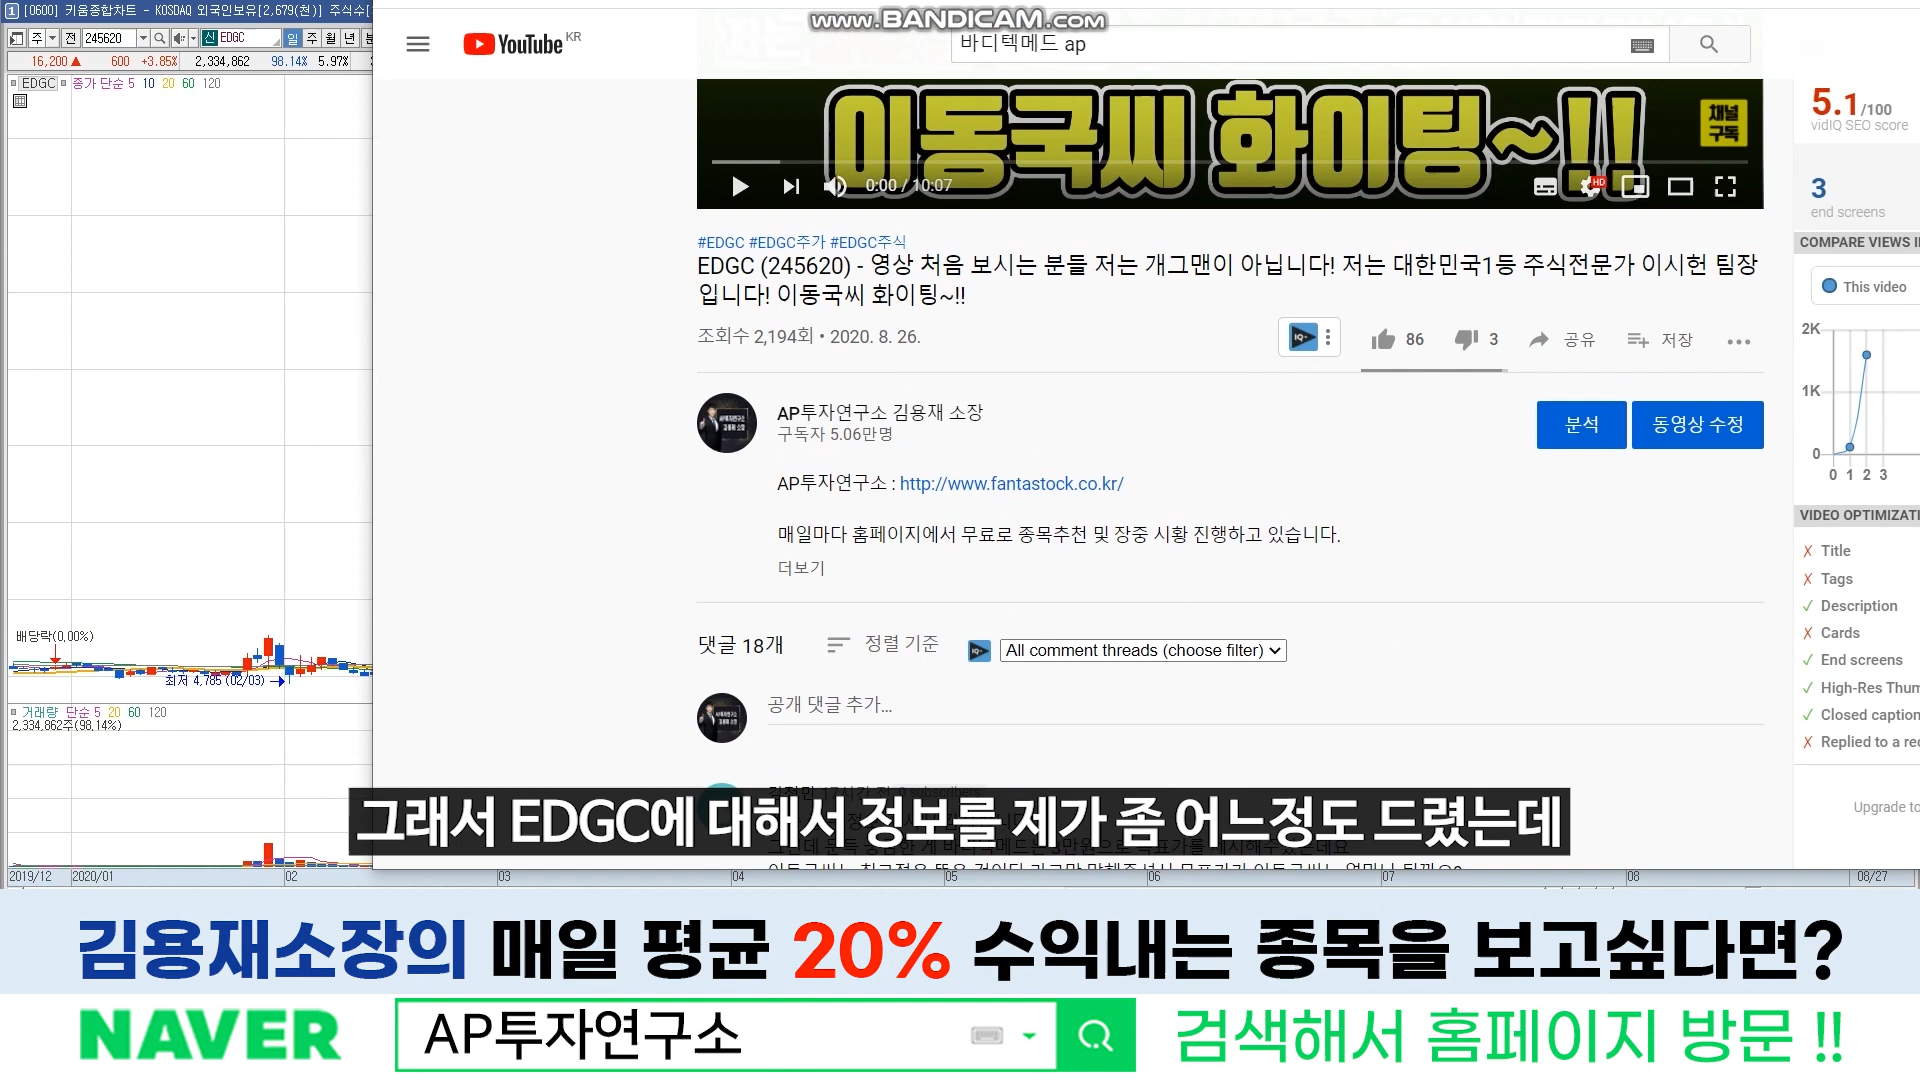 [0600] 키움종합차트 - KOSDAQ 외국인보유[2,679(천)] 주식수[
www.BANDICAM.com
주 전 245620 신 EDGC 일 주 월 년 분
16,200▲ 600 +3.85% 2,334,862 98.14% 5.97%
EDGC 종가 단순 5 10 20 60 120
YouTube KR
바디텍메드 ap
이동국씨 화이팅~!!
채널
구독
0:00 / 10:07
HD
#EDGC #EDGC주가 #EDGC주식
EDGC (245620) - 영상 처음 보시는 분들 저는 개그맨이 아닙니다! 저는 대한민국1등 주식전문가 이시헌 팀장
입니다! 이동국씨 화이팅~!!
조회수 2,194회 • 2020. 8. 26.
86 3 공유 저장
AP투자연구소 김용재 소장
구독자 5.06만명
분석 동영상 수정
AP투자연구소 : http://www.fantastock.co.kr/
매일마다 홈페이지에서 무료로 종목추천 및 장중 시황 진행하고 있습니다.
더보기
댓글 18개 정렬 기준 All comment threads (choose filter)
공개 댓글 추가...
5.1/100
vidIQ SEO score
3
end screens
COMPARE VIEWS
This video
2K
1K
0
0 1 2 3
VIDEO OPTIMIZATI
✗ Title
✗ Tags
✓ Description
✗ Cards
✓ End screens
✓ High-Res Thum
✓ Closed caption
✗ Replied to a
Upgrade to
배당락(0,00%)
최저 4,785 (02/03)
거래량 단순 5 20 60 120
2,334,862주(98,14%)
그래서 EDGC에 대해서 정보를 제가 좀 어느정도 드렸는데
2019/12 2020/01 02 03 04 05 06 07 08 08/27
김용재소장의 매일 평균 20% 수익내는 종목을 보고싶다면?
NAVER AP투자연구소 검색해서 홈페이지 방문 !!